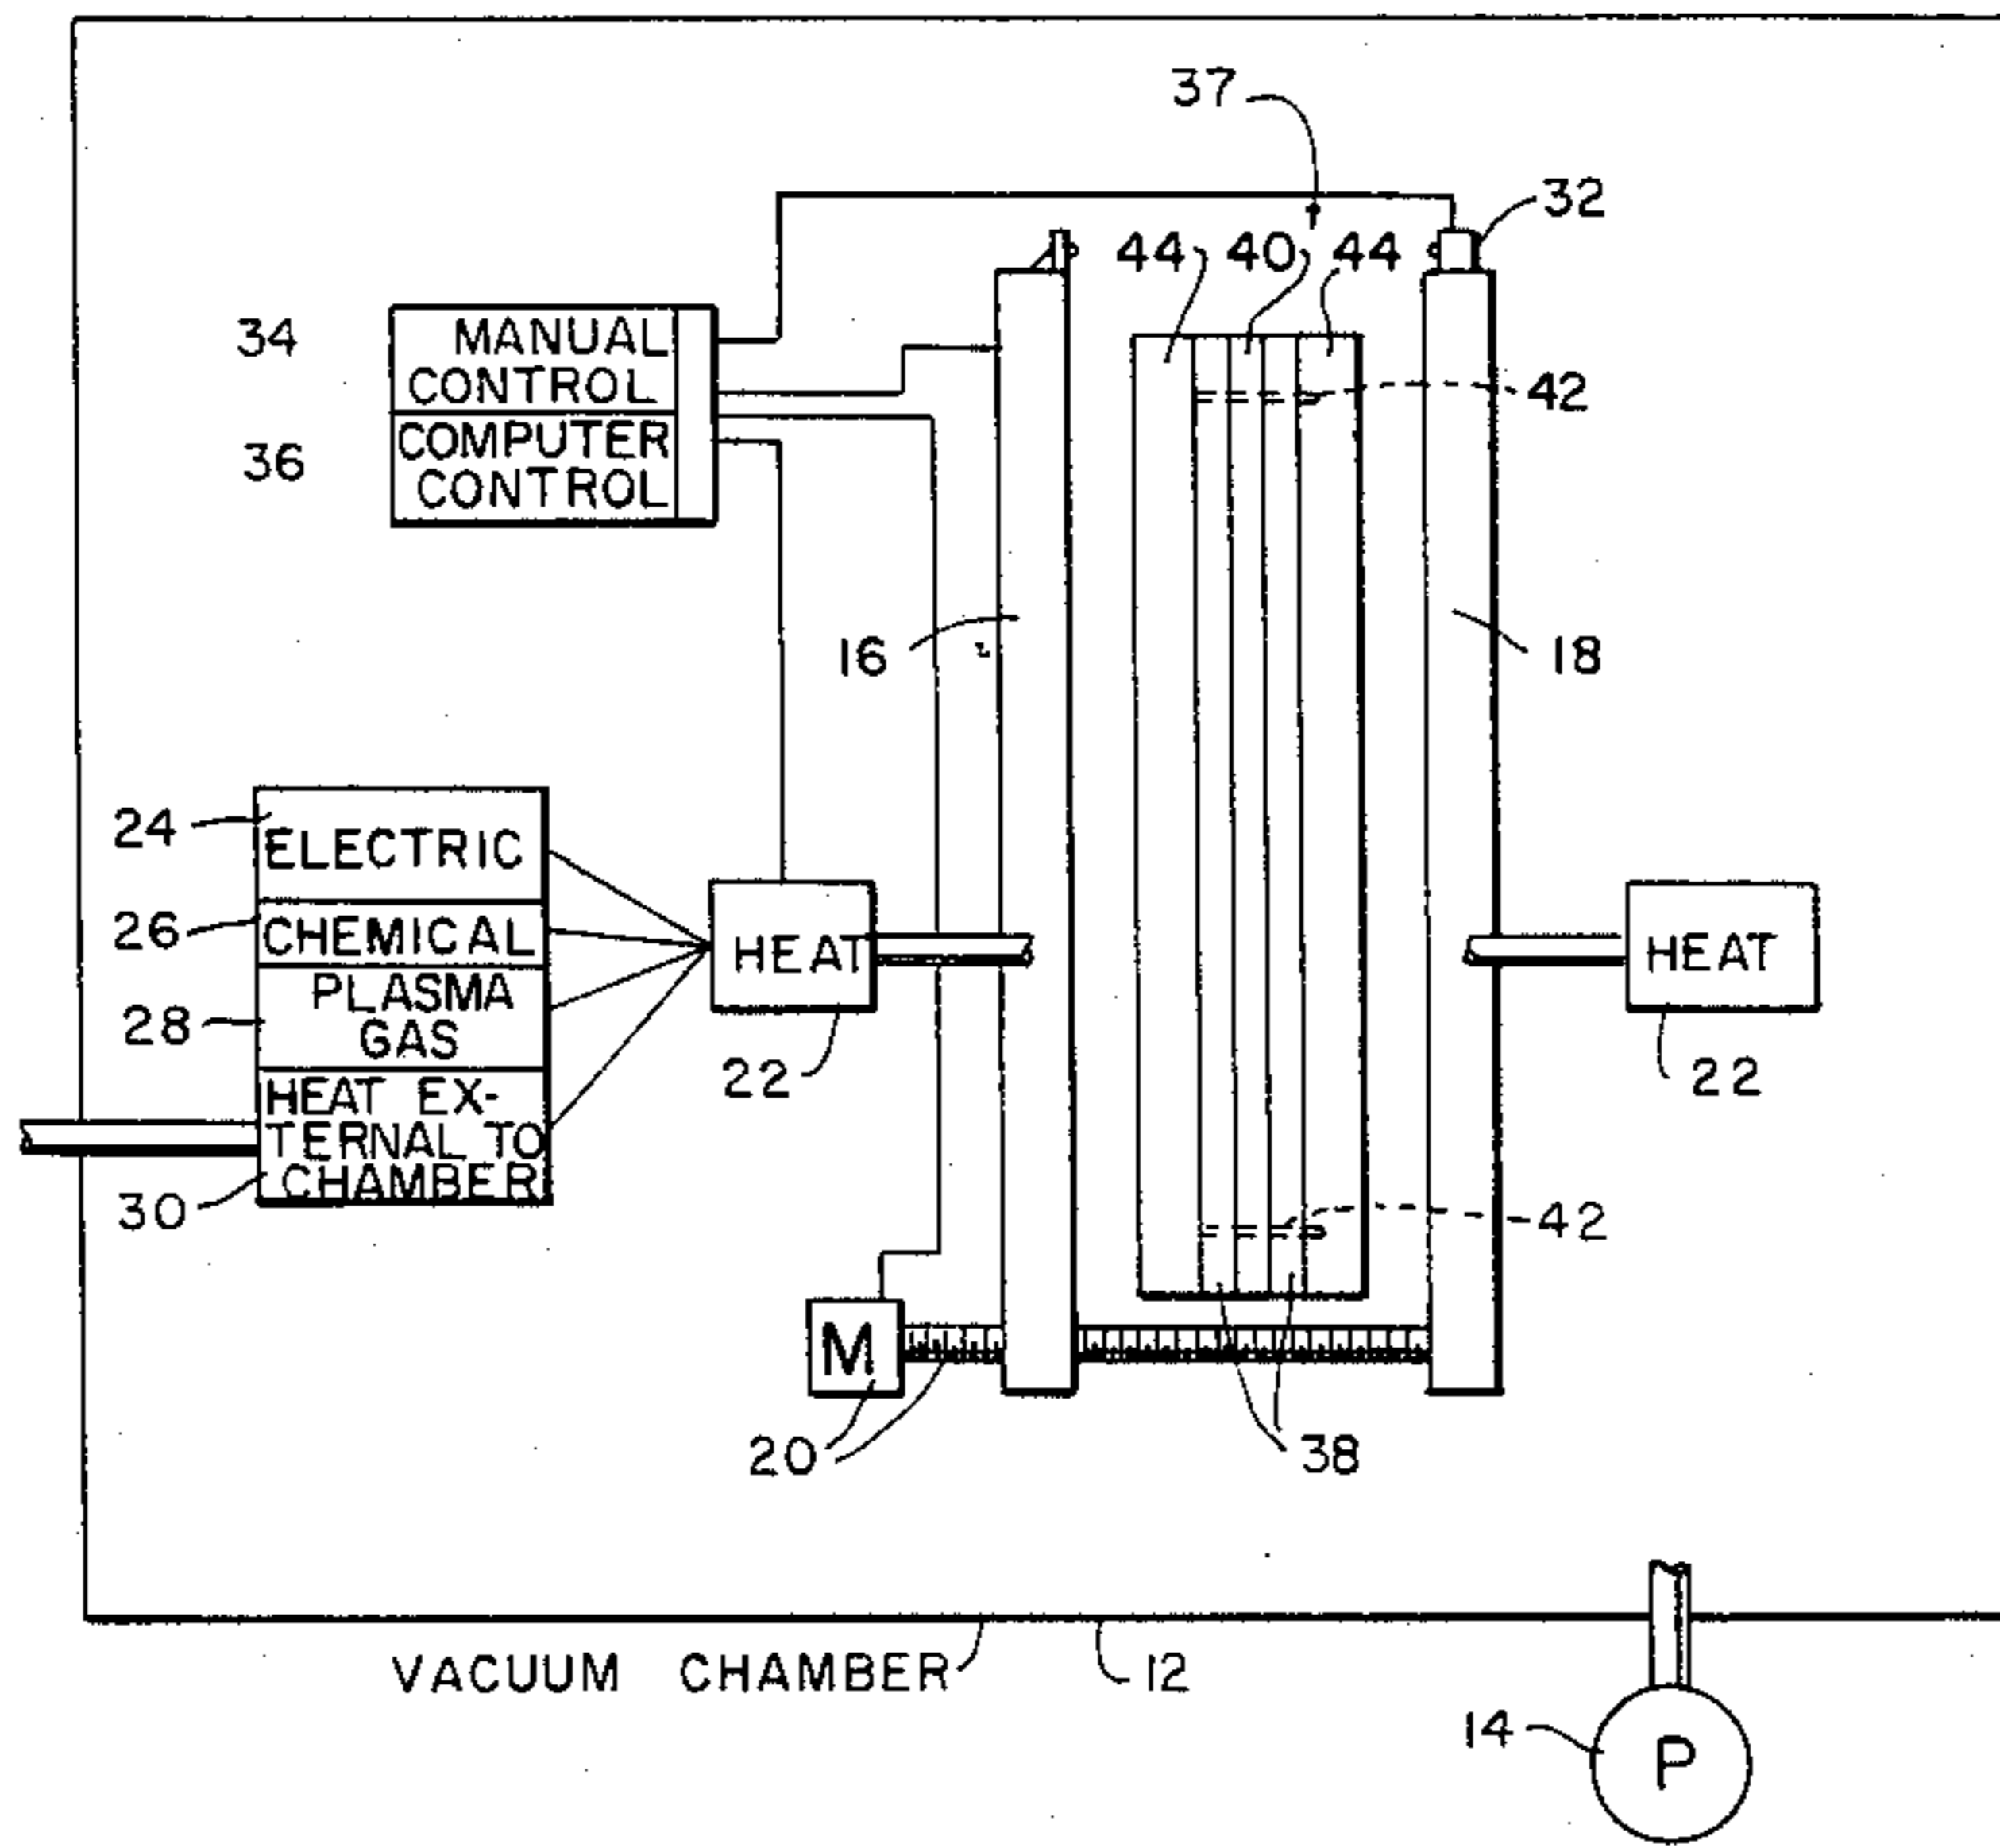 37
32
44 40 44
34 MANUAL
CONTROL
42
36 COMPUTER
CONTROL
16
18
24 ELECTRIC
26 CHEMICAL
HEAT
HEAT
28 PLASMA
GAS
22
22
HEAT EX-
TERNAL TO
CHAMBER
30
42
M
20
38
VACUUM CHAMBER 12
14
P